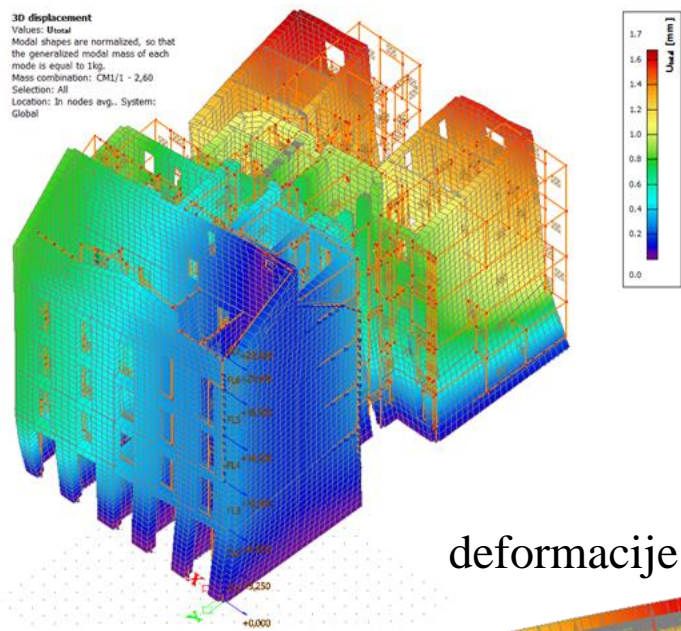 3D displacement
Values: Utotal
Modal shapes are normalized, so that
the generalized modal mass of each
mode is equal to 1kg.
Mass combination: CM1/1 - 2,60
Selection: All
Location: In nodes avg.. System:
Global
1.7
1.6
1.4
1.2
1.0
0.8
0.6
0.4
0.2
0.0
[mm]
deformacije
X
Y
+0,000